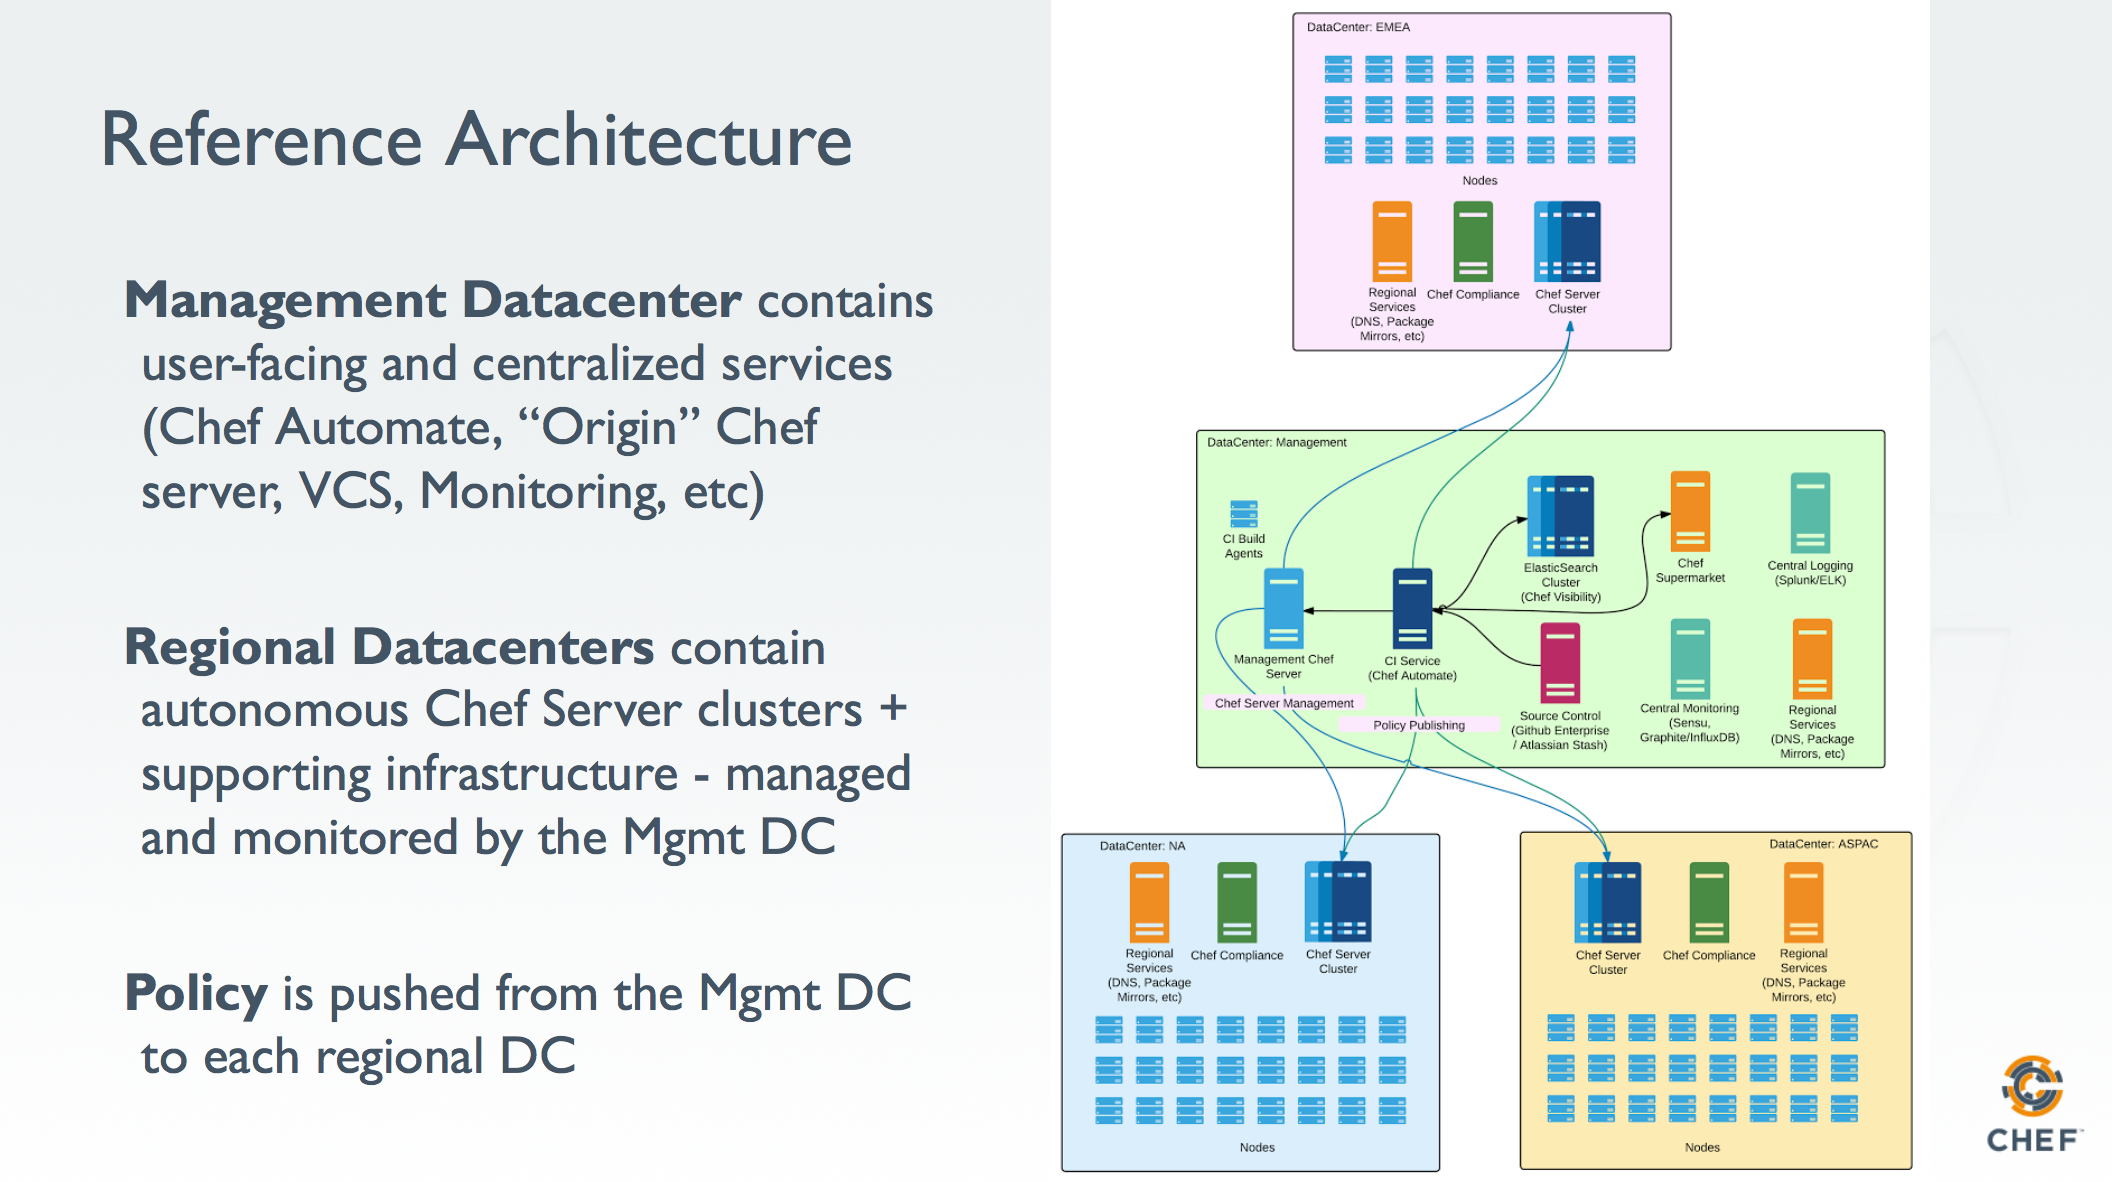 Reference Architecture
Management Datacenter contains
user-facing and centralized services
(Chef Automate, “Origin” Chef
server, VCS, Monitoring, etc)
Regional Datacenters contain
autonomous Chef Server clusters +
supporting infrastructure - managed
and monitored by the Mgmt DC
Policy is pushed from the Mgmt DC
to each regional DC
DataCenter: EMEA
Nodes
Regional
Services
(DNS, Package
Mirrors, etc)
Chef Compliance
Chef Server
Cluster
DataCenter: Management
CI Build
Agents
ElasticSearch
Cluster
(Chef Visibility)
Chef
Supermarket
Central Logging
(Splunk/ELK)
Management Chef
Server
CI Service
(Chef Automate)
Chef Server Management
Policy Publishing
Source Control
(Github Enterprise
/ Atlassian Stash)
Central Monitoring
(Sensu,
Graphite/InfluxDB)
Regional
Services
(DNS, Package
Mirrors, etc)
DataCenter: NA
Regional
Services
(DNS, Package
Mirrors, etc)
Chef Compliance
Chef Server
Cluster
Nodes
DataCenter: ASPAC
Chef Server
Cluster
Chef Compliance
Regional
Services
(DNS, Package
Mirrors, etc)
Nodes
CHEF™